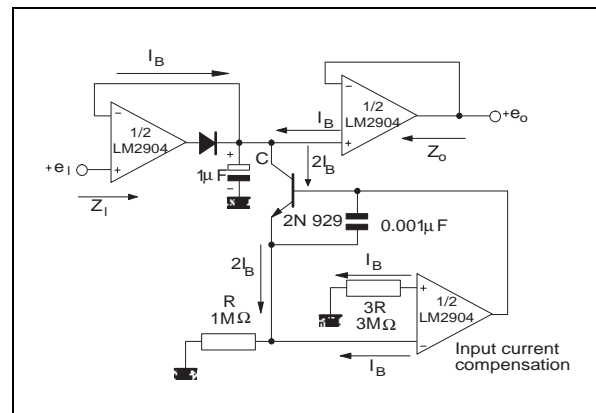 I_B
1/2
LM2904
+e_I
Z_I
+
−
1μF
+
−
C
I_B
2I_B
2N 929
0.001μF
−
+
1/2
LM2904
+e_o
Z_o
2I_B
R
1MΩ
I_B
3R
3MΩ
+
−
1/2
LM2904
I_B
Input current
compensation